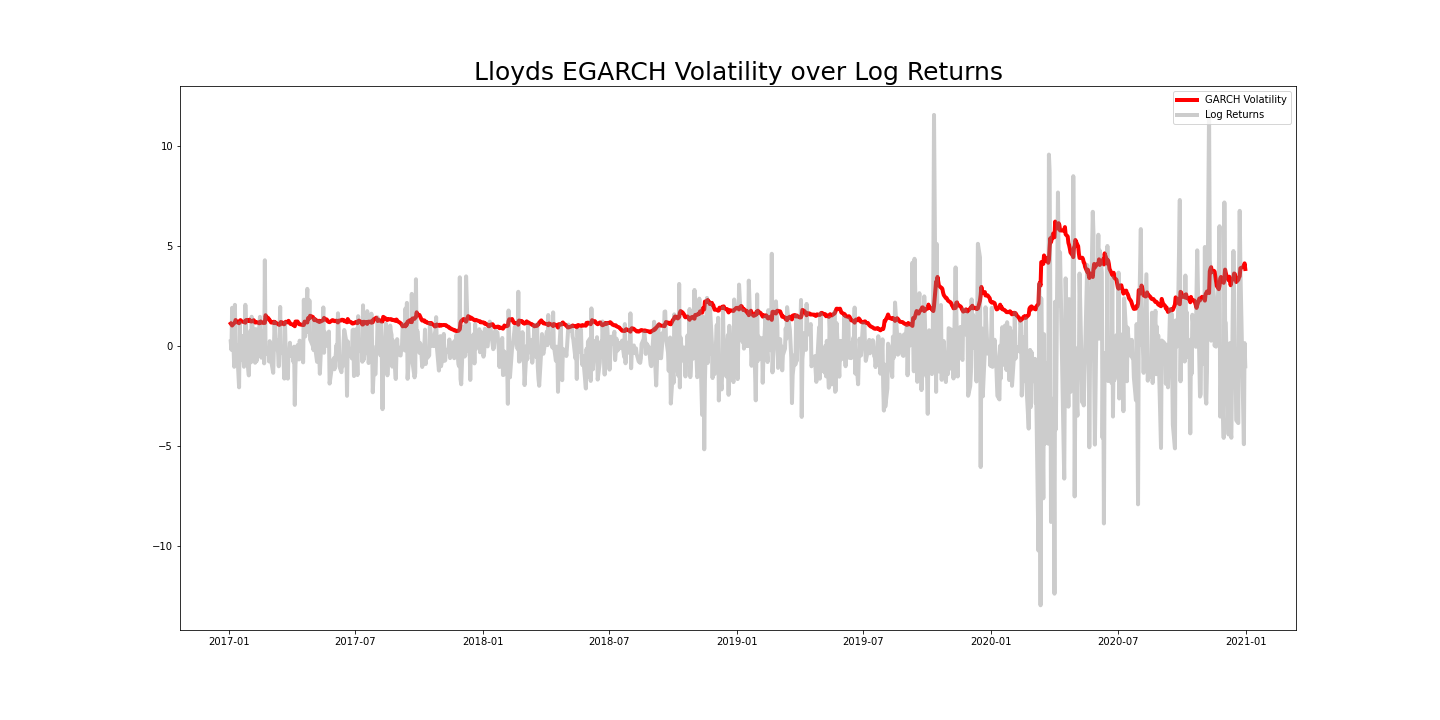 Lloyds EGARCH Volatility over Log Returns
GARCH Volatility
Log Returns
10
5
0
−5
−10
2017-01 2017-07 2018-01 2018-07 2019-01 2019-07 2020-01 2020-07 2021-01